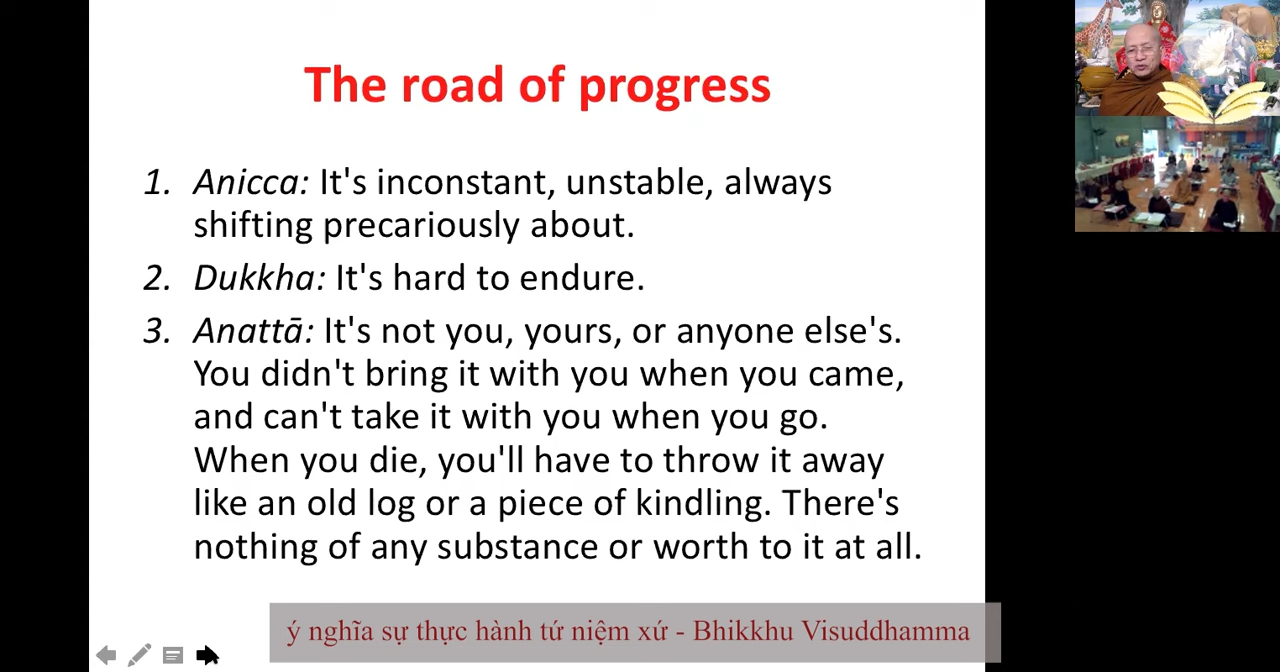 The road of progress
1. Anicca: It's inconstant, unstable, always
shifting precariously about.
2. Dukkha: It's hard to endure.
3. Anattā: It's not you, yours, or anyone else's.
You didn't bring it with you when you came,
and can't take it with you when you go.
When you die, you'll have to throw it away
like an old log or a piece of kindling. There's
nothing of any substance or worth to it at all.
ý nghĩa sự thực hành tứ niệm xứ - Bhikkhu Visuddhamma